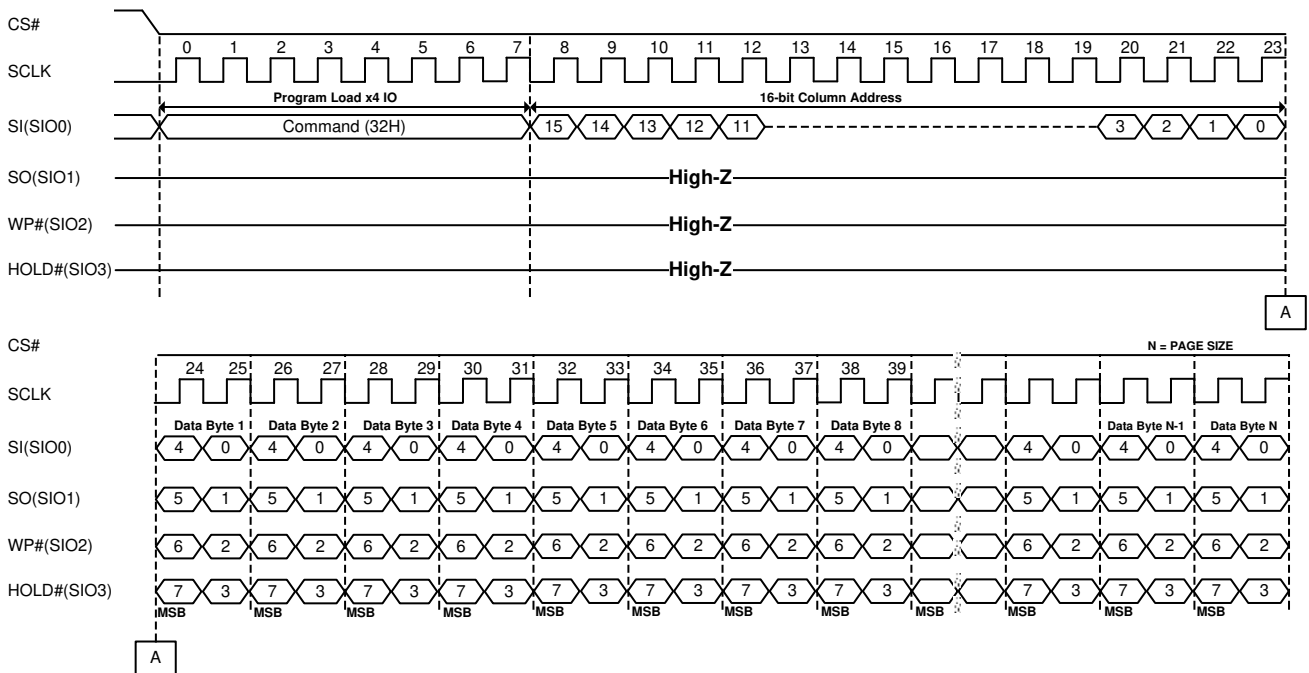 CS#
0 1 2 3 4 5 6 7 8 9 10 11 12 13 14 15 16 17 18 19 20 21 22 23
SCLK
Program Load x4 IO 16-bit Column Address
SI(SIO0) Command (32H) 15 14 13 12 11 3 2 1 0
SO(SIO1) High-Z
WP#(SIO2) High-Z
HOLD#(SIO3) High-Z
A
CS#
N = PAGE SIZE
24 25 26 27 28 29 30 31 32 33 34 35 36 37 38 39
SCLK
Data Byte 1 Data Byte 2 Data Byte 3 Data Byte 4 Data Byte 5 Data Byte 6 Data Byte 7 Data Byte 8 Data Byte N-1 Data Byte N
SI(SIO0) 4 0 4 0 4 0 4 0 4 0 4 0 4 0 4 0 4 0 4 0 4 0
SO(SIO1) 5 1 5 1 5 1 5 1 5 1 5 1 5 1 5 1 5 1 5 1 5 1
WP#(SIO2) 6 2 6 2 6 2 6 2 6 2 6 2 6 2 6 2 6 2 6 2 6 2
HOLD#(SIO3) 7 3 7 3 7 3 7 3 7 3 7 3 7 3 7 3 7 3 7 3 7 3
MSB MSB MSB MSB MSB MSB MSB MSB MSB MSB MSB MSB
A